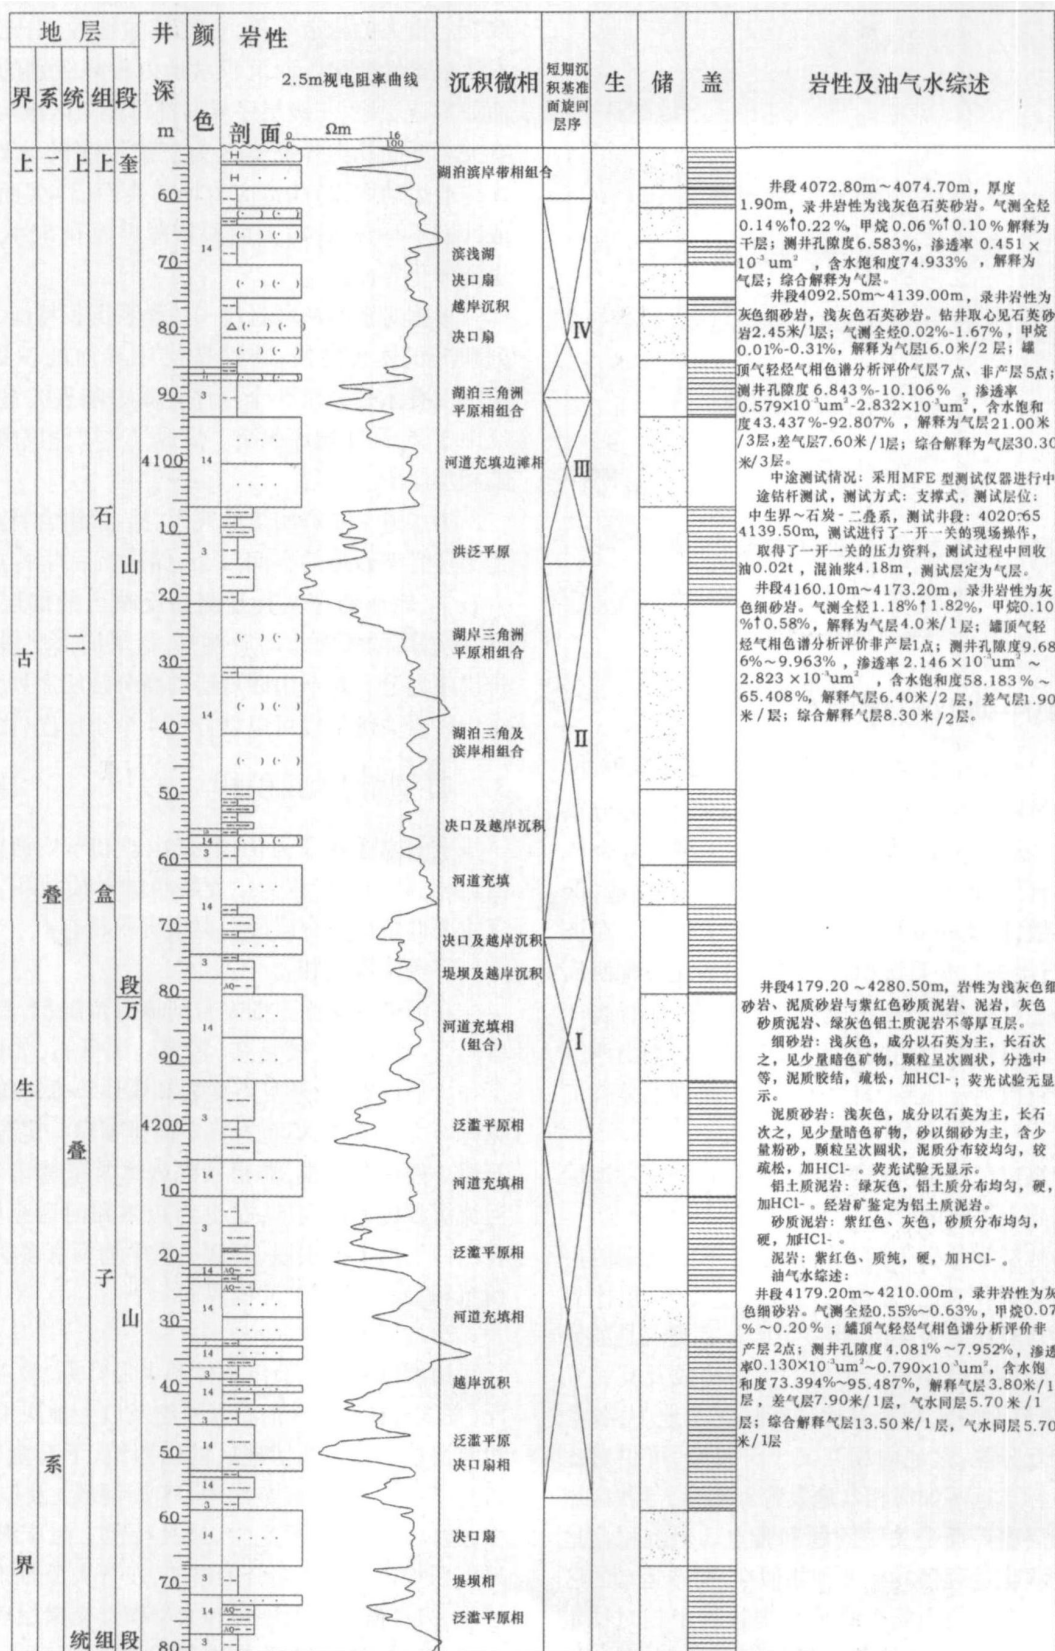 地 层
井深 m
颜色
岩性
2.5m视电阻率曲线
剖面
Ωm
0 16
0 100
沉积微相
短期沉
积基准
面旋回
层序
生 储 盖
岩性及油气水综述
界 系 统 组 段
上 二 上 上 奎
石
山
古 二
叠 盒
段
万
生
叠
子
山
系
界
统 组 段
60
70
80
90
4100
10
20
30
40
50
60
70
80
90
4200
10
20
30
40
50
60
70
80
14
3
14
3
14
14
3
14
3
14
3
14
3
14
14
3
14
3
14
14
3
14
3
14
3
湖泊滨岸带相组合
滨浅湖
决口扇
越岸沉积
决口扇
湖泊三角洲
平原相组合
河道充填边滩相
洪泛平原
湖岸三角洲
平原相组合
湖泊三角及
滨岸相组合
决口及越岸沉积
河道充填
决口及越岸沉积
堤坝及越岸沉积
河道充填相
(组合)
泛滥平原相
河道充填相
泛滥平原相
河道充填相
越岸沉积
泛滥平原
决口扇相
决口扇
堤坝相
泛滥平原相
Ⅳ
Ⅲ
Ⅱ
Ⅰ
井段 4072.80m～4074.70m，厚度
1.90m，录井岩性为浅灰色石英砂岩。气测全烃
0.14%↑0.22%，甲烷 0.06%↑0.10% 解释为
干层；测井孔隙度6.583%，渗透率 0.451 ×
10⁻³ um²，含水饱和度74.933%，解释为
气层；综合解释为气层。
井段4092.50m～4139.00m，录井岩性为
灰色细砂岩，浅灰色石英砂岩。钻井取心见石英砂
岩2.45米/1层；气测全烃0.02%-1.67%，甲烷
0.01%-0.31%，解释为气层16.0米/2 层；罐
顶气轻烃气相色谱分析评价气层7点、非产层5点；
测井孔隙度 6.843%-10.106%，渗透率
0.579×10⁻³um²-2.832×10⁻³um²，含水饱和
度43.437%-92.807%，解释为气层21.00米
/3层，差气层7.60米/1层；综合解释为气层30.30
米/3层。
中途测试情况：采用MFE 型测试仪器进行中
途钻杆测试，测试方式：支撑式，测试层位：
中生界～石炭-二叠系，测试井段：4020.65
4139.50m，测试进行了一开一关的现场操作，
取得了一开一关的压力资料，测试过程中回收
油0.02t，混油浆4.18m，测试层定为气层。
井段4160.10m～4173.20m，录井岩性为灰
色细砂岩。气测全烃1.18%↑1.82%，甲烷0.10
%↑0.58%，解释为气层4.0米/1层；罐顶气轻
烃气相色谱分析评价非产层1点；测井孔隙度9.68
6%～9.963%，渗透率 2.146×10⁻³um²～
2.823 ×10⁻³um²，含水饱和度58.183%～
65.408%，解释气层6.40米/2 层，差气层1.90
米/层；综合解释气层8.30米/2层。
井段4179.20～4280.50m，岩性为浅灰色细
砂岩、泥质砂岩与紫红色砂质泥岩、泥岩，灰色
砂质泥岩、绿灰色铝土质泥岩不等厚互层。
细砂岩：浅灰色，成分以石英为主，长石次
之，见少量暗色矿物，颗粒呈次圆状，分选中
等，泥质胶结，疏松，加HCl-；荧光试验无显
示。
泥质砂岩：浅灰色，成分以石英为主，长石
次之，见少量暗色矿物，砂以细砂为主，含少
量粉砂，颗粒呈次圆状，泥质分布较均匀，较
疏松，加HCl-。荧光试验无显示。
铝土质泥岩：绿灰色，铝土质分布均匀，硬，
加HCl-。经岩矿鉴定为铝土质泥岩。
砂质泥岩：紫红色、灰色，砂质分布均匀，
硬，加HCl-。
泥岩：紫红色、质纯，硬，加HCl-。
油气水综述：
井段4179.20m～4210.00m，录井岩性为灰
色细砂岩。气测全烃0.55%～0.63%，甲烷0.07
%～0.20%；罐顶气轻烃气相色谱分析评价非
产层2点；测井孔隙度 4.081%～7.952%，渗透
率0.130×10⁻³um²～0.790×10⁻³um²，含水饱
和度73.394%～95.487%，解释气层3.80米/1
层，差气层7.90米/1层，气水同层5.70米/1
层；综合解释气层13.50米/1层，气水同层5.70
米/1层